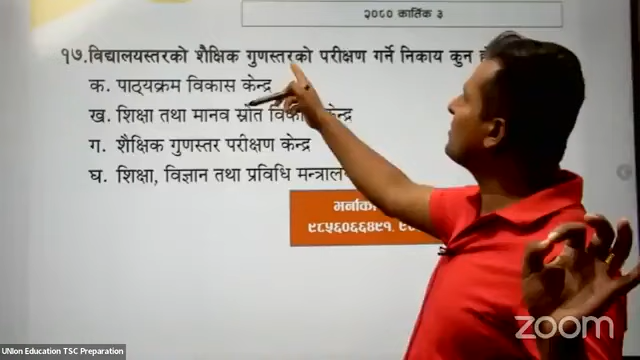 २०८० कार्तिक ३
१७.विद्यालयस्तरको शैक्षिक गुणस्तरको परीक्षण गर्ने निकाय कुन
क. पाठ्यक्रम विकास केन्द्र
ख. शिक्षा तथा मानव स्रोत केन्द्र
ग. शैक्षिक गुणस्तर परीक्षण केन्द्र
घ. शिक्षा, विज्ञान तथा प्रविधि
९८५६०६६४९१,
zoom
UNIon Education TSC Preparation